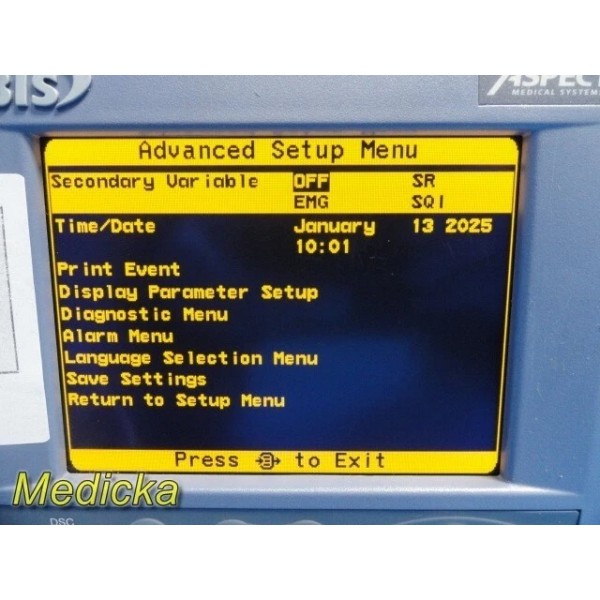 BIS
ASPECT
MEDICAL SYSTEMS
Advanced Setup Menu
Secondary Variable OFF SR
EMG SQI
Time/Date January 13 2025
10:01
Print Event
Display Parameter Setup
Diagnostic Menu
Alarm Menu
Language Selection Menu
Save Settings
Return to Setup Menu
Press to Exit
Medicka
DSC